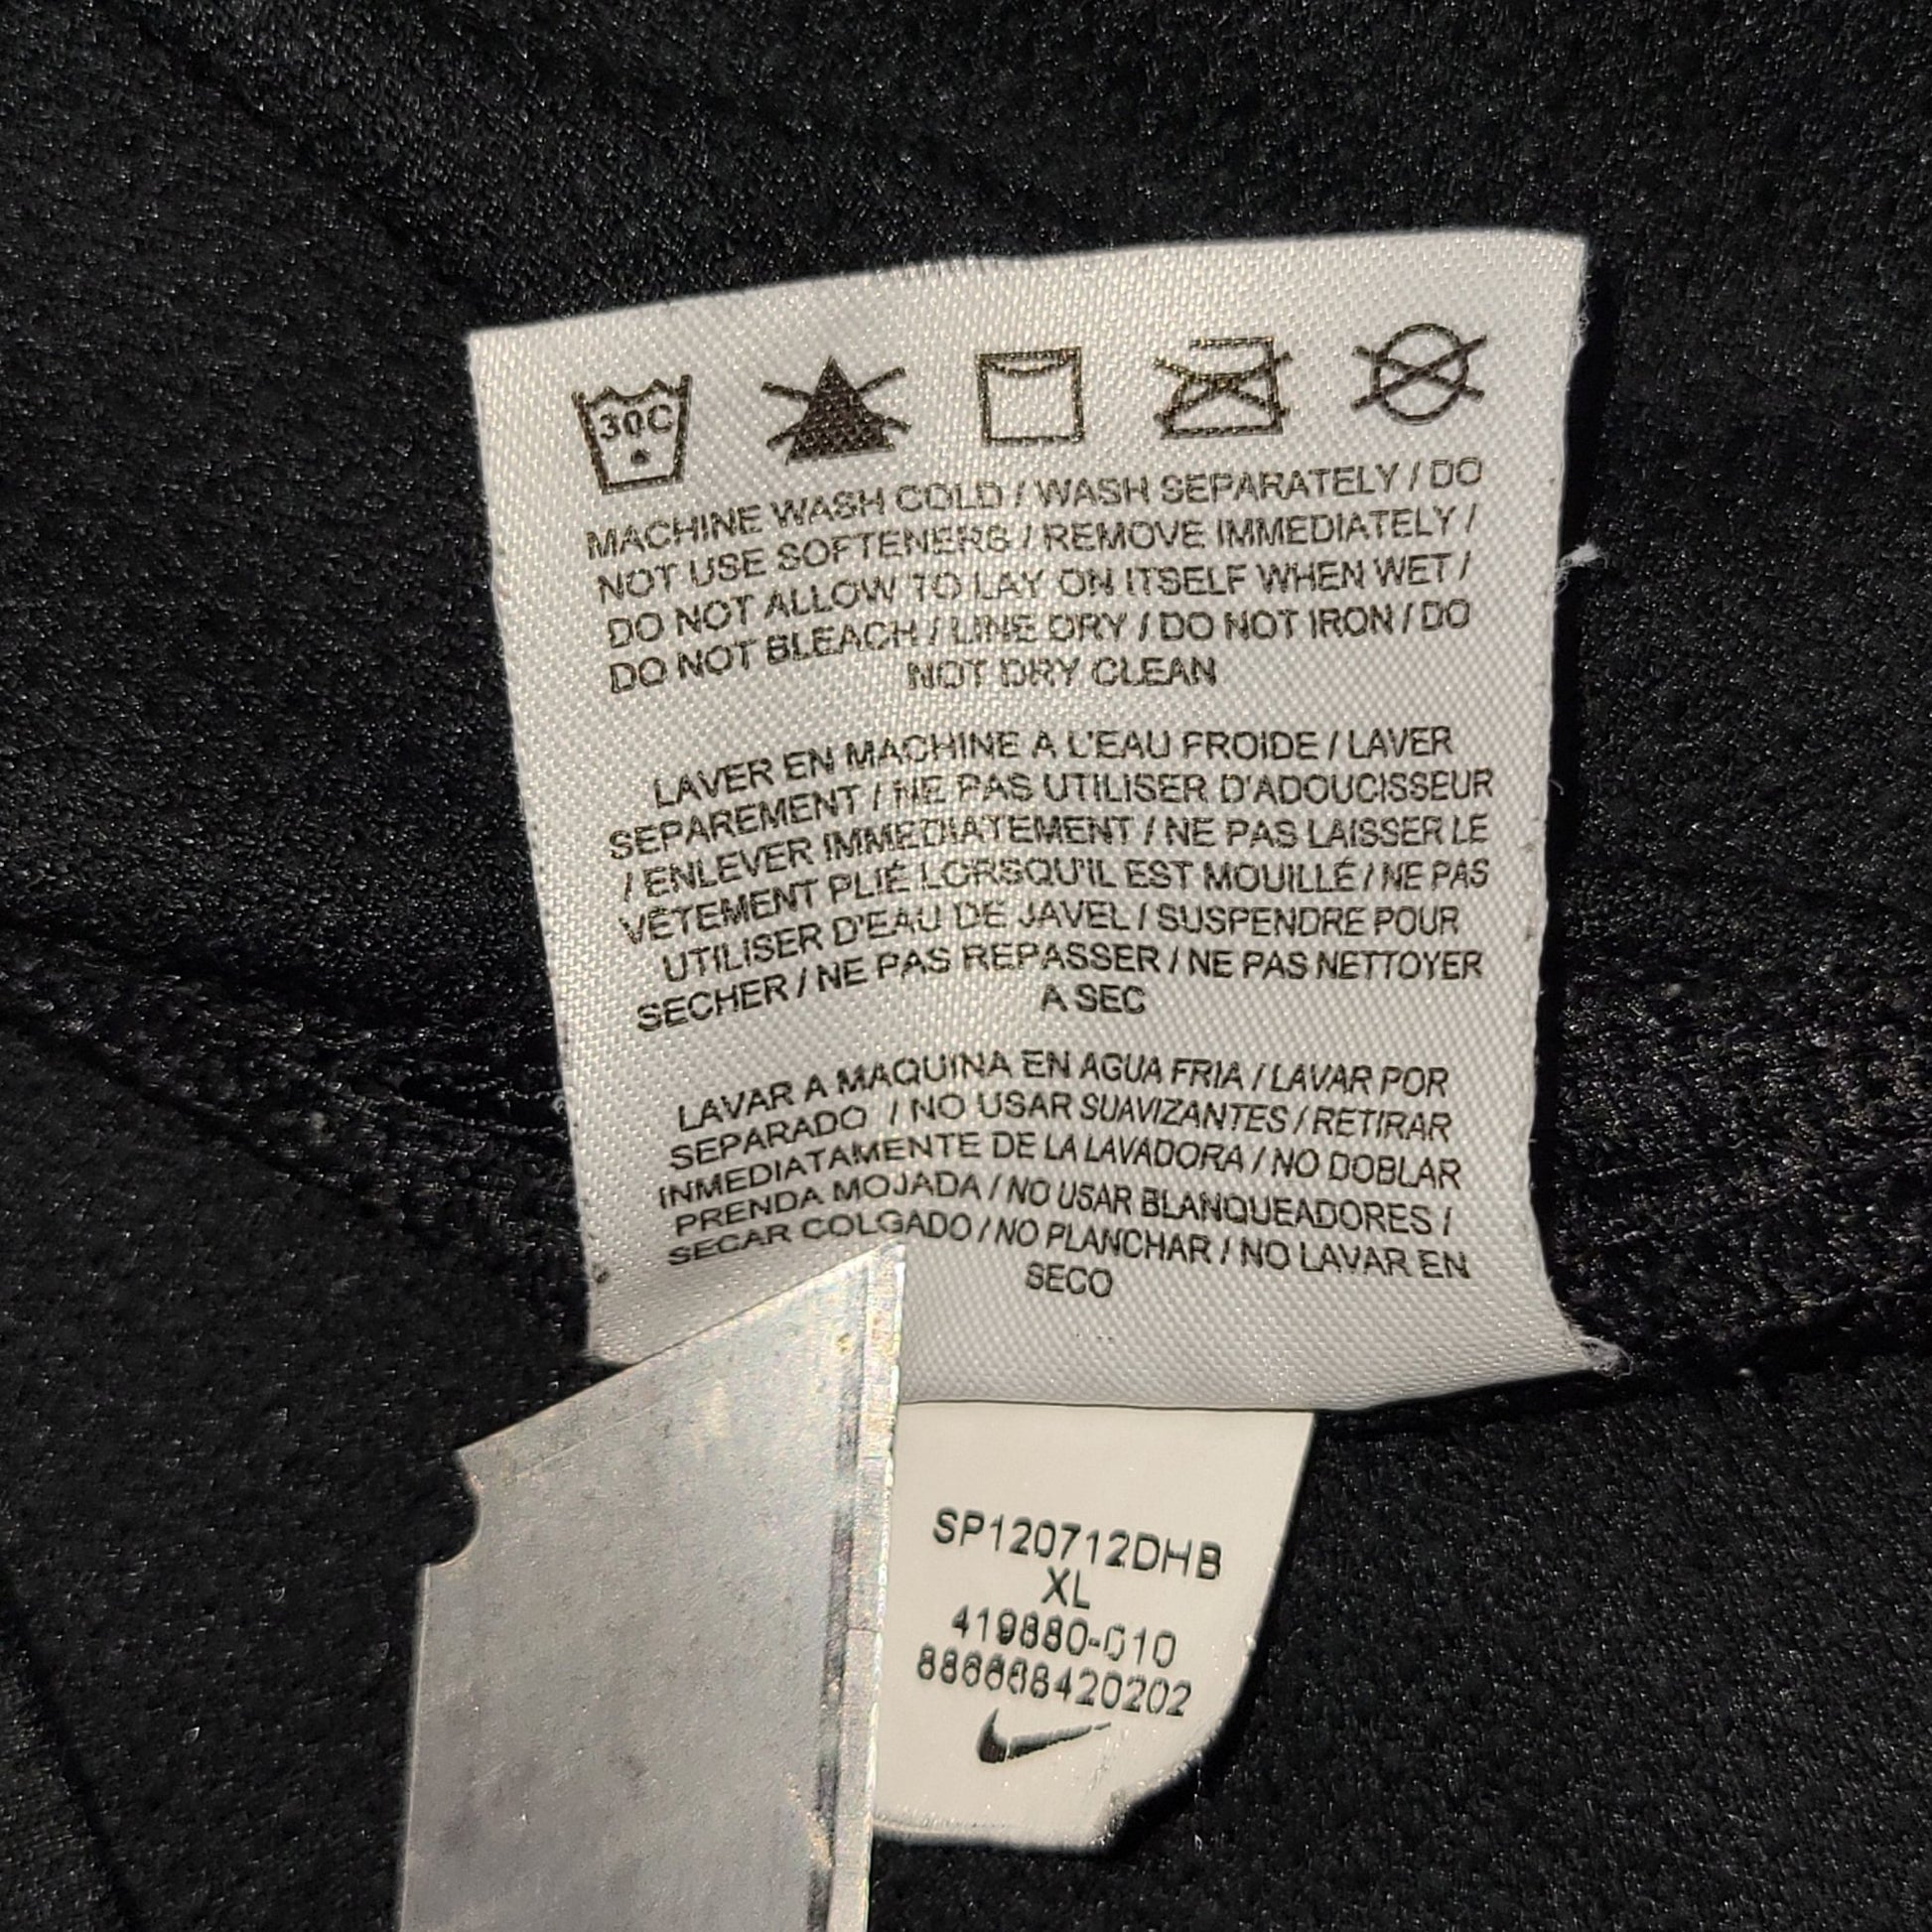 30C
MACHINE WASH COLD / WASH SEPARATELY / DO
NOT USE SOFTENERS / REMOVE IMMEDIATELY /
DO NOT ALLOW TO LAY ON ITSELF WHEN WET /
DO NOT BLEACH / LINE DRY / DO NOT IRON / DO
NOT DRY CLEAN
LAVER EN MACHINE A L'EAU FROIDE / LAVER
SEPAREMENT / NE PAS UTILISER D'ADOUCISSEUR
/ ENLEVER IMMEDIATEMENT / NE PAS LAISSER LE
VÊTEMENT PLIÉ LORSQU'IL EST MOUILLÉ / NE PAS
UTILISER D'EAU DE JAVEL / SUSPENDRE POUR
SECHER / NE PAS REPASSER / NE PAS NETTOYER
A SEC
LAVAR A MAQUINA EN AGUA FRIA / LAVAR POR
SEPARADO / NO USAR SUAVIZANTES / RETIRAR
INMEDIATAMENTE DE LA LAVADORA / NO DOBLAR
PRENDA MOJADA / NO USAR BLANQUEADORES /
SECAR COLGADO / NO PLANCHAR / NO LAVAR EN
SECO
SP120712DHB
XL
419880-010
886668420202